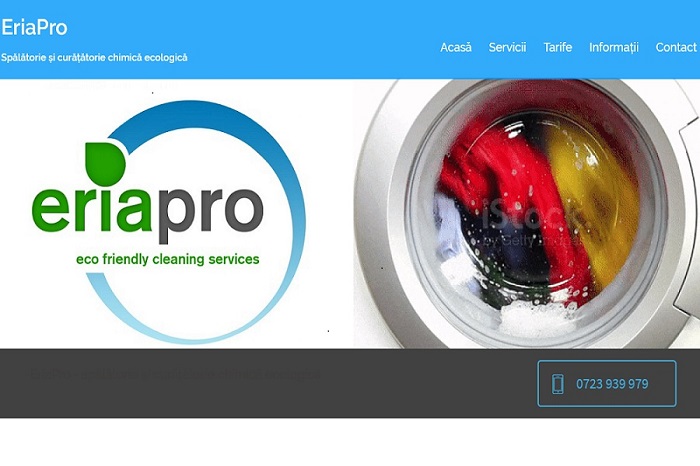 EriaPro
Spălătorie și curățătorie chimică ecologică
Acasă Servicii Tarife Informații Contact
eriapro
eco friendly cleaning services
iStock
by Getty Images
0723 939 979